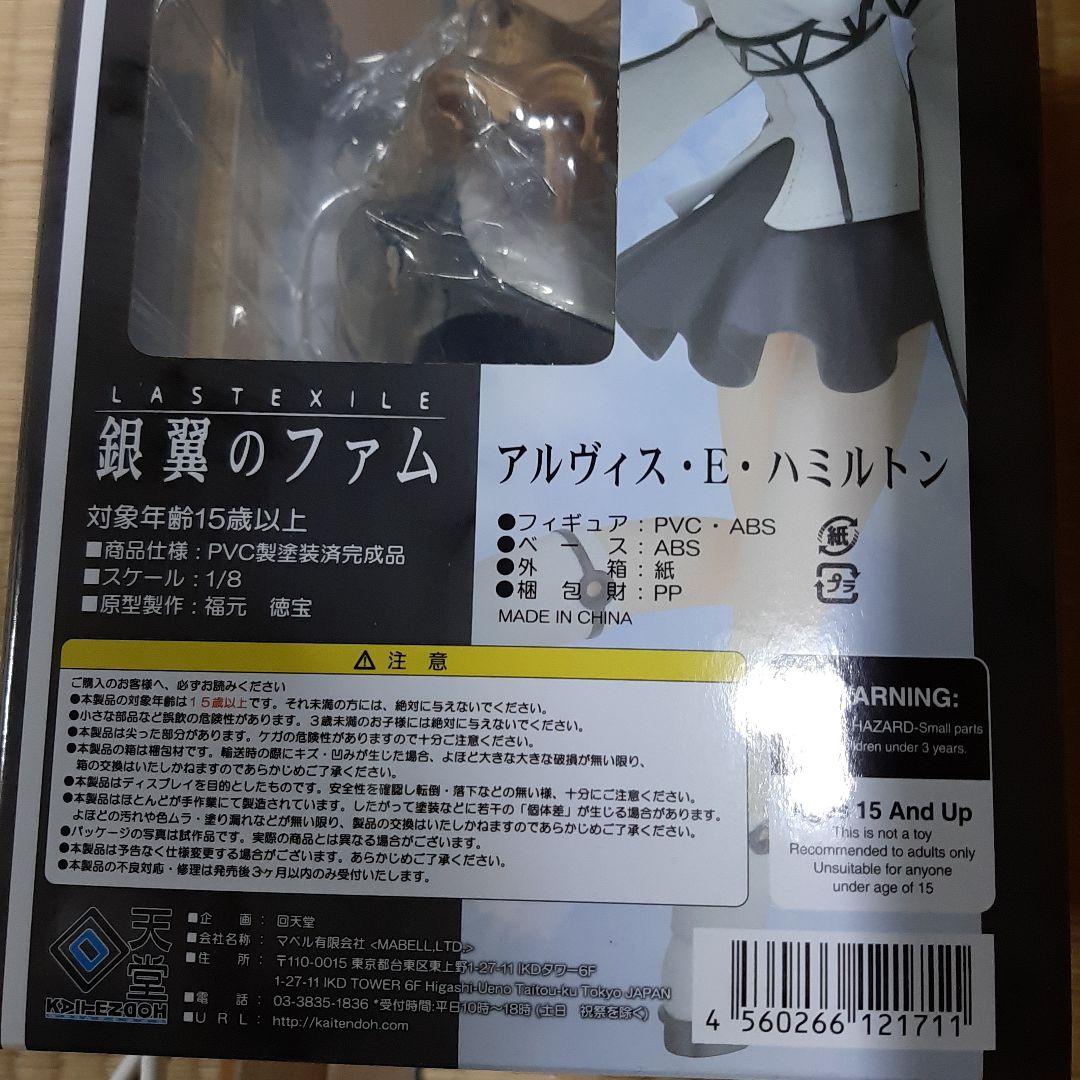 LASTEXILE
銀翼のファム
対象年齢15歳以上
■商品仕様：PVC製塗装済完成品
■スケール：1/8
■原型製作：福元 徳宝
アルヴィス・E・ハミルトン
●フィギュア：PVC・ABS
●ベース：ABS
●外箱：紙
●梱包財：PP
MADE IN CHINA
紙
プラ
⚠注意
ご購入のお客様へ、必ずお読みください
●本製品の対象年齢は15歳以上です。それ未満の方には、絶対に与えないでください。
●小さな部品など誤飲の危険性があります。3歳未満のお子様には絶対に与えないでください。
●本製品は尖った部分があります。ケガの危険性がありますので十分ご注意ください。
●本製品の箱は梱包材です。輸送時の際にキズ・凹みが生じた場合、よほど大きな大きな破損が無い限り、
箱の交換はいたしかねますのであらかじめご了承ください。
●本製品はディスプレイを目的としたものです。安全性を確認し転倒・落下などの無い様、十分にご注意ください。
●本製品はほとんどが手作業にて製造されています。したがって塗装などに若干の「個体差」が生じる場合があります。
よほどの汚れや色ムラ・塗り漏れなどが無い限り、製品の交換はいたしかねますのであらかじめご了承ください。
●パッケージの写真は試作品です。実際の商品とは異なる場合がございます。
●本製品は予告なく仕様変更する場合がございます。あらかじめご了承ください。
●本製品の不良対応・修理は発売後3ヶ月以内のみ受付いたします。
ARNING:
HAZARD-Small parts
ildren under 3 years.
Ages 15 And Up
This is not a toy
Recommended to adults only
Unsuitable for anyone
under age of 15
回天堂
KAITENDOH
■企画：回天堂
■会社名称：マベル有限会社<MABELL.LTD.>
■住所：〒110-0015 東京都台東区東上野1-27-11 IKDタワー6F
1-27-11 IKD TOWER 6F Higashi-Ueno Taitou-ku Tokyo JAPAN
■電話：03-3835-1836 *受付時間:平日10時～18時(土日 祝祭を除く)
■URL：http://kaitendoh.com/
4 560266 121711